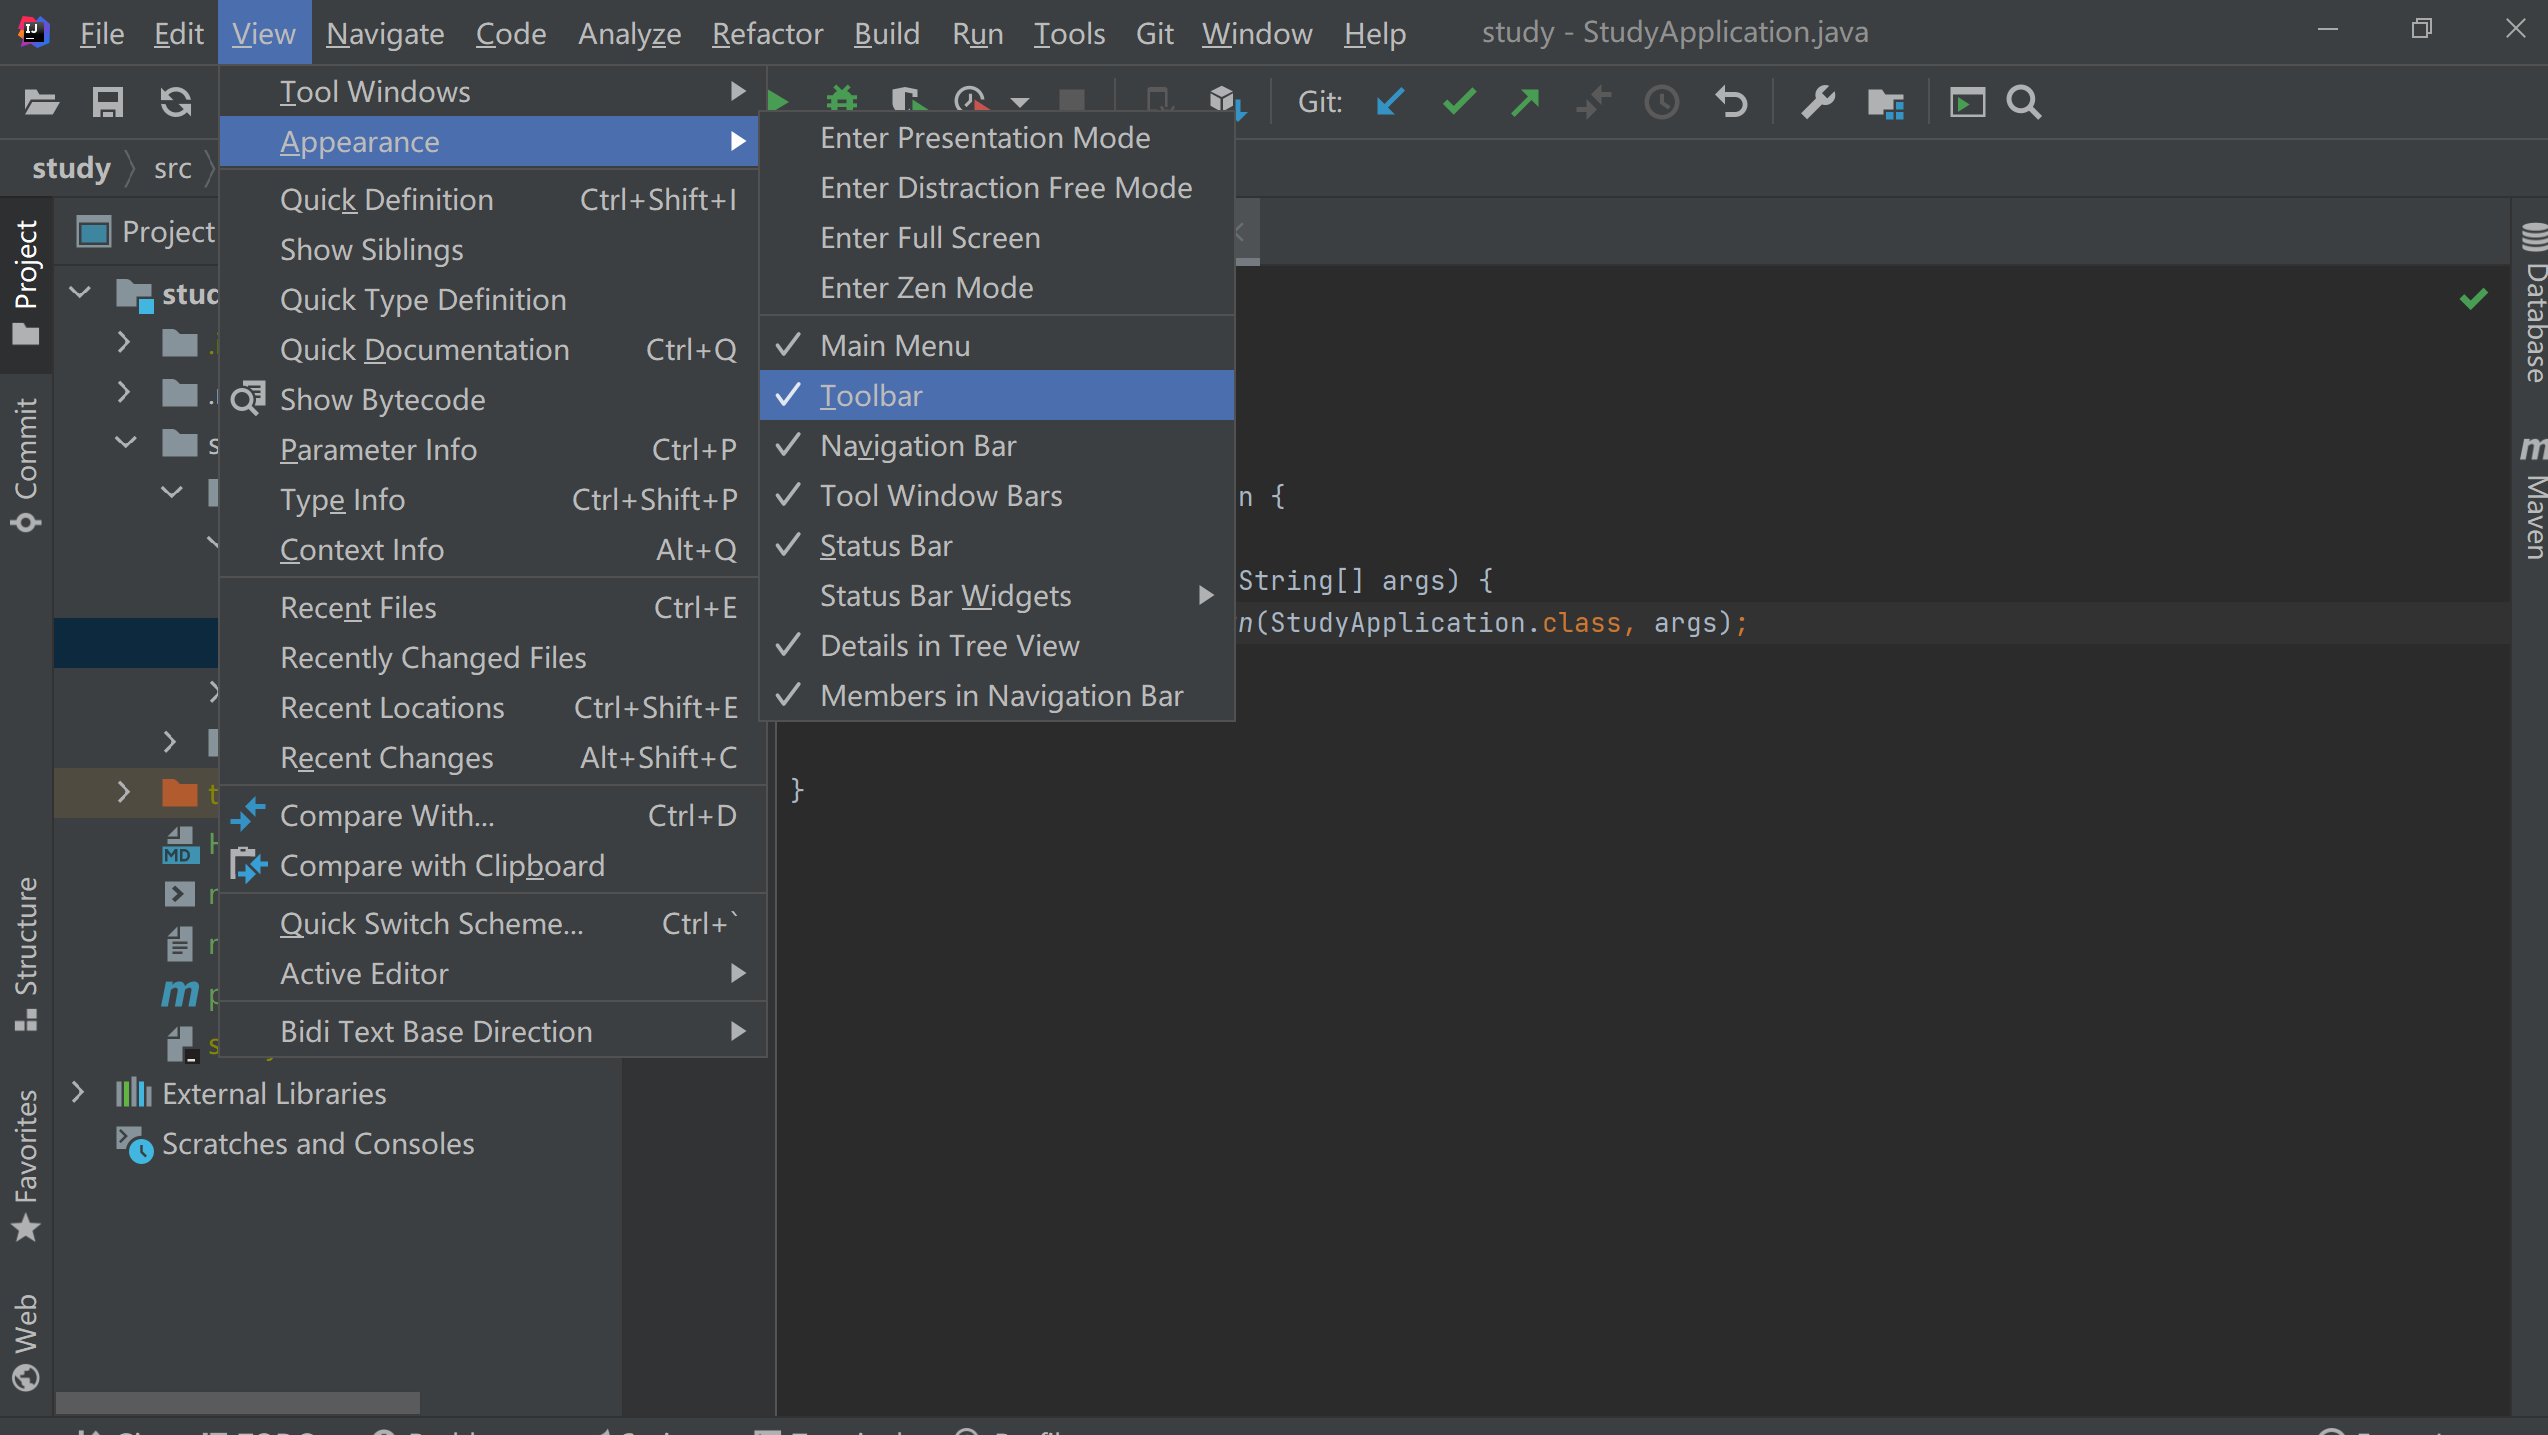 File Edit View Navigate Code Analyze Refactor Build Run Tools Git Window Help study - StudyApplication.java
Git:
study src
Project
Project
Commit
Structure
Favorites
Web
Tool Windows
Appearance
Quick Definition Ctrl+Shift+I
Show Siblings
Quick Type Definition
Quick Documentation Ctrl+Q
Show Bytecode
Parameter Info Ctrl+P
Type Info Ctrl+Shift+P
Context Info Alt+Q
Recent Files Ctrl+E
Recently Changed Files
Recent Locations Ctrl+Shift+E
Recent Changes Alt+Shift+C
Compare With... Ctrl+D
Compare with Clipboard
Quick Switch Scheme... Ctrl+`
Active Editor
Bidi Text Base Direction
External Libraries
Scratches and Consoles
Enter Presentation Mode
Enter Distraction Free Mode
Enter Full Screen
Enter Zen Mode
Main Menu
Toolbar
Navigation Bar
Tool Window Bars
Status Bar
Status Bar Widgets
Details in Tree View
Members in Navigation Bar
n {
String[] args) {
n(StudyApplication.class, args);
}
Database
Maven